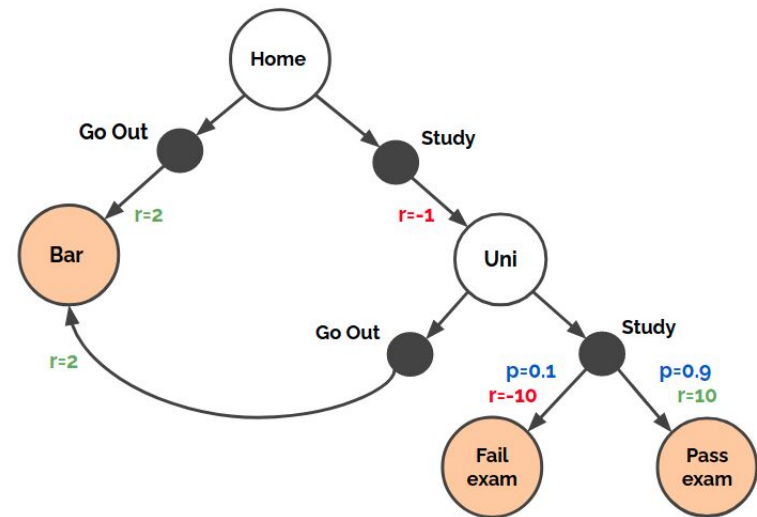 Home
Go Out
Study
r=2
r=-1
Bar
Uni
Go Out
Study
r=2
p=0.1
r=-10
p=0.9
r=10
Fail
exam
Pass
exam